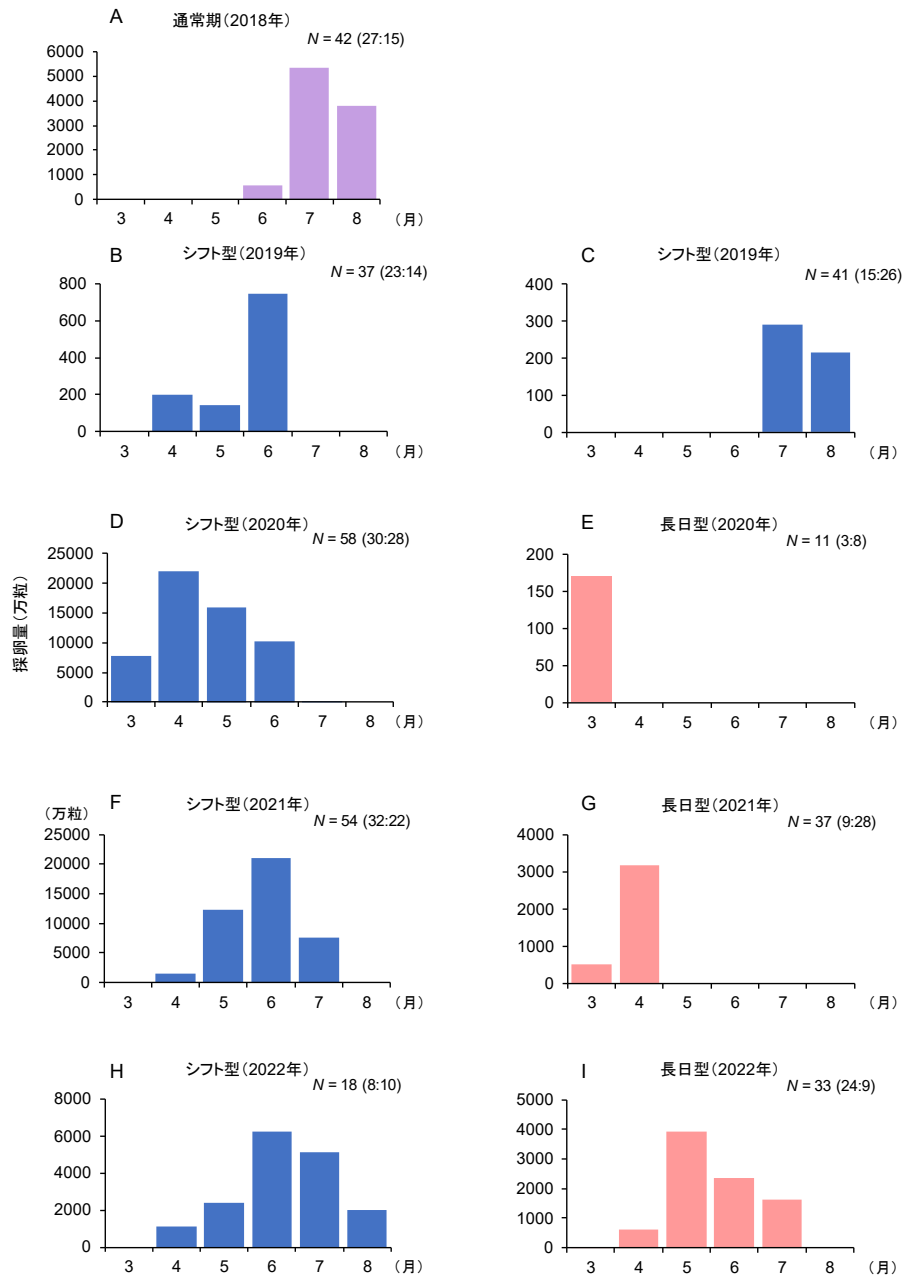 A
通常期(2018年)
N = 42 (27:15)
6000
5000
4000
3000
2000
1000
0
3 4 5 6 7 8 (月)
B
シフト型(2019年)
N = 37 (23:14)
800
600
400
200
0
3 4 5 6 7 8 (月)
C
シフト型(2019年)
N = 41 (15:26)
400
300
200
100
0
3 4 5 6 7 8 (月)
採卵量(万粒)
D
シフト型(2020年)
N = 58 (30:28)
25000
20000
15000
10000
5000
0
3 4 5 6 7 8 (月)
E
長日型(2020年)
N = 11 (3:8)
200
150
100
50
0
3 4 5 6 7 8 (月)
F
シフト型(2021年)
(万粒)
N = 54 (32:22)
25000
20000
15000
10000
5000
0
3 4 5 6 7 8 (月)
G
長日型(2021年)
N = 37 (9:28)
4000
3000
2000
1000
0
3 4 5 6 7 8 (月)
H
シフト型(2022年)
N = 18 (8:10)
8000
6000
4000
2000
0
3 4 5 6 7 8 (月)
I
長日型(2022年)
N = 33 (24:9)
5000
4000
3000
2000
1000
0
3 4 5 6 7 8 (月)